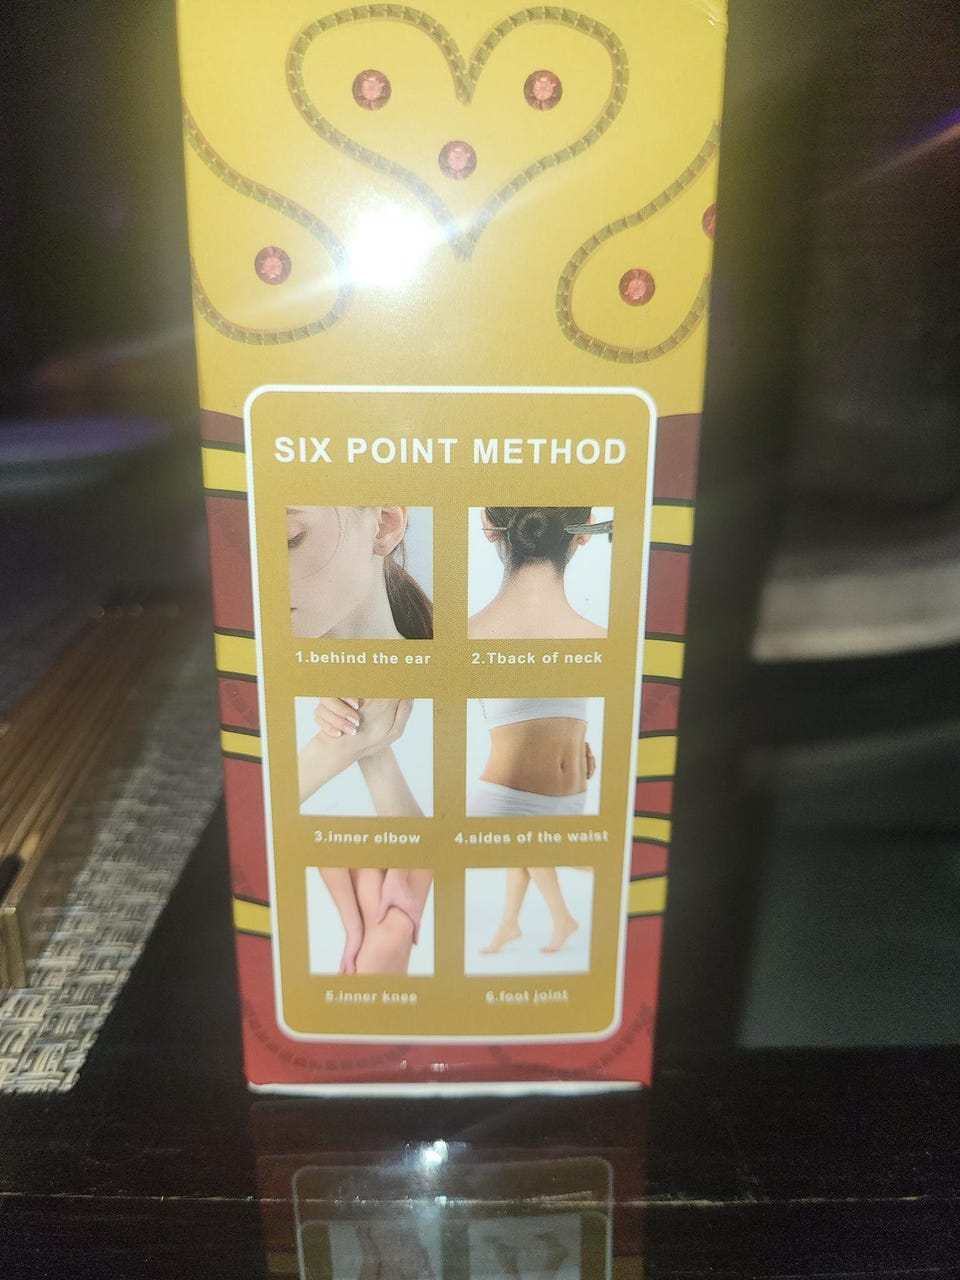 SIX POINT METHOD
1.behind the ear
2.Tback of neck
3.inner elbow
4.sides of the waist
5.inner knee
6.foot joint